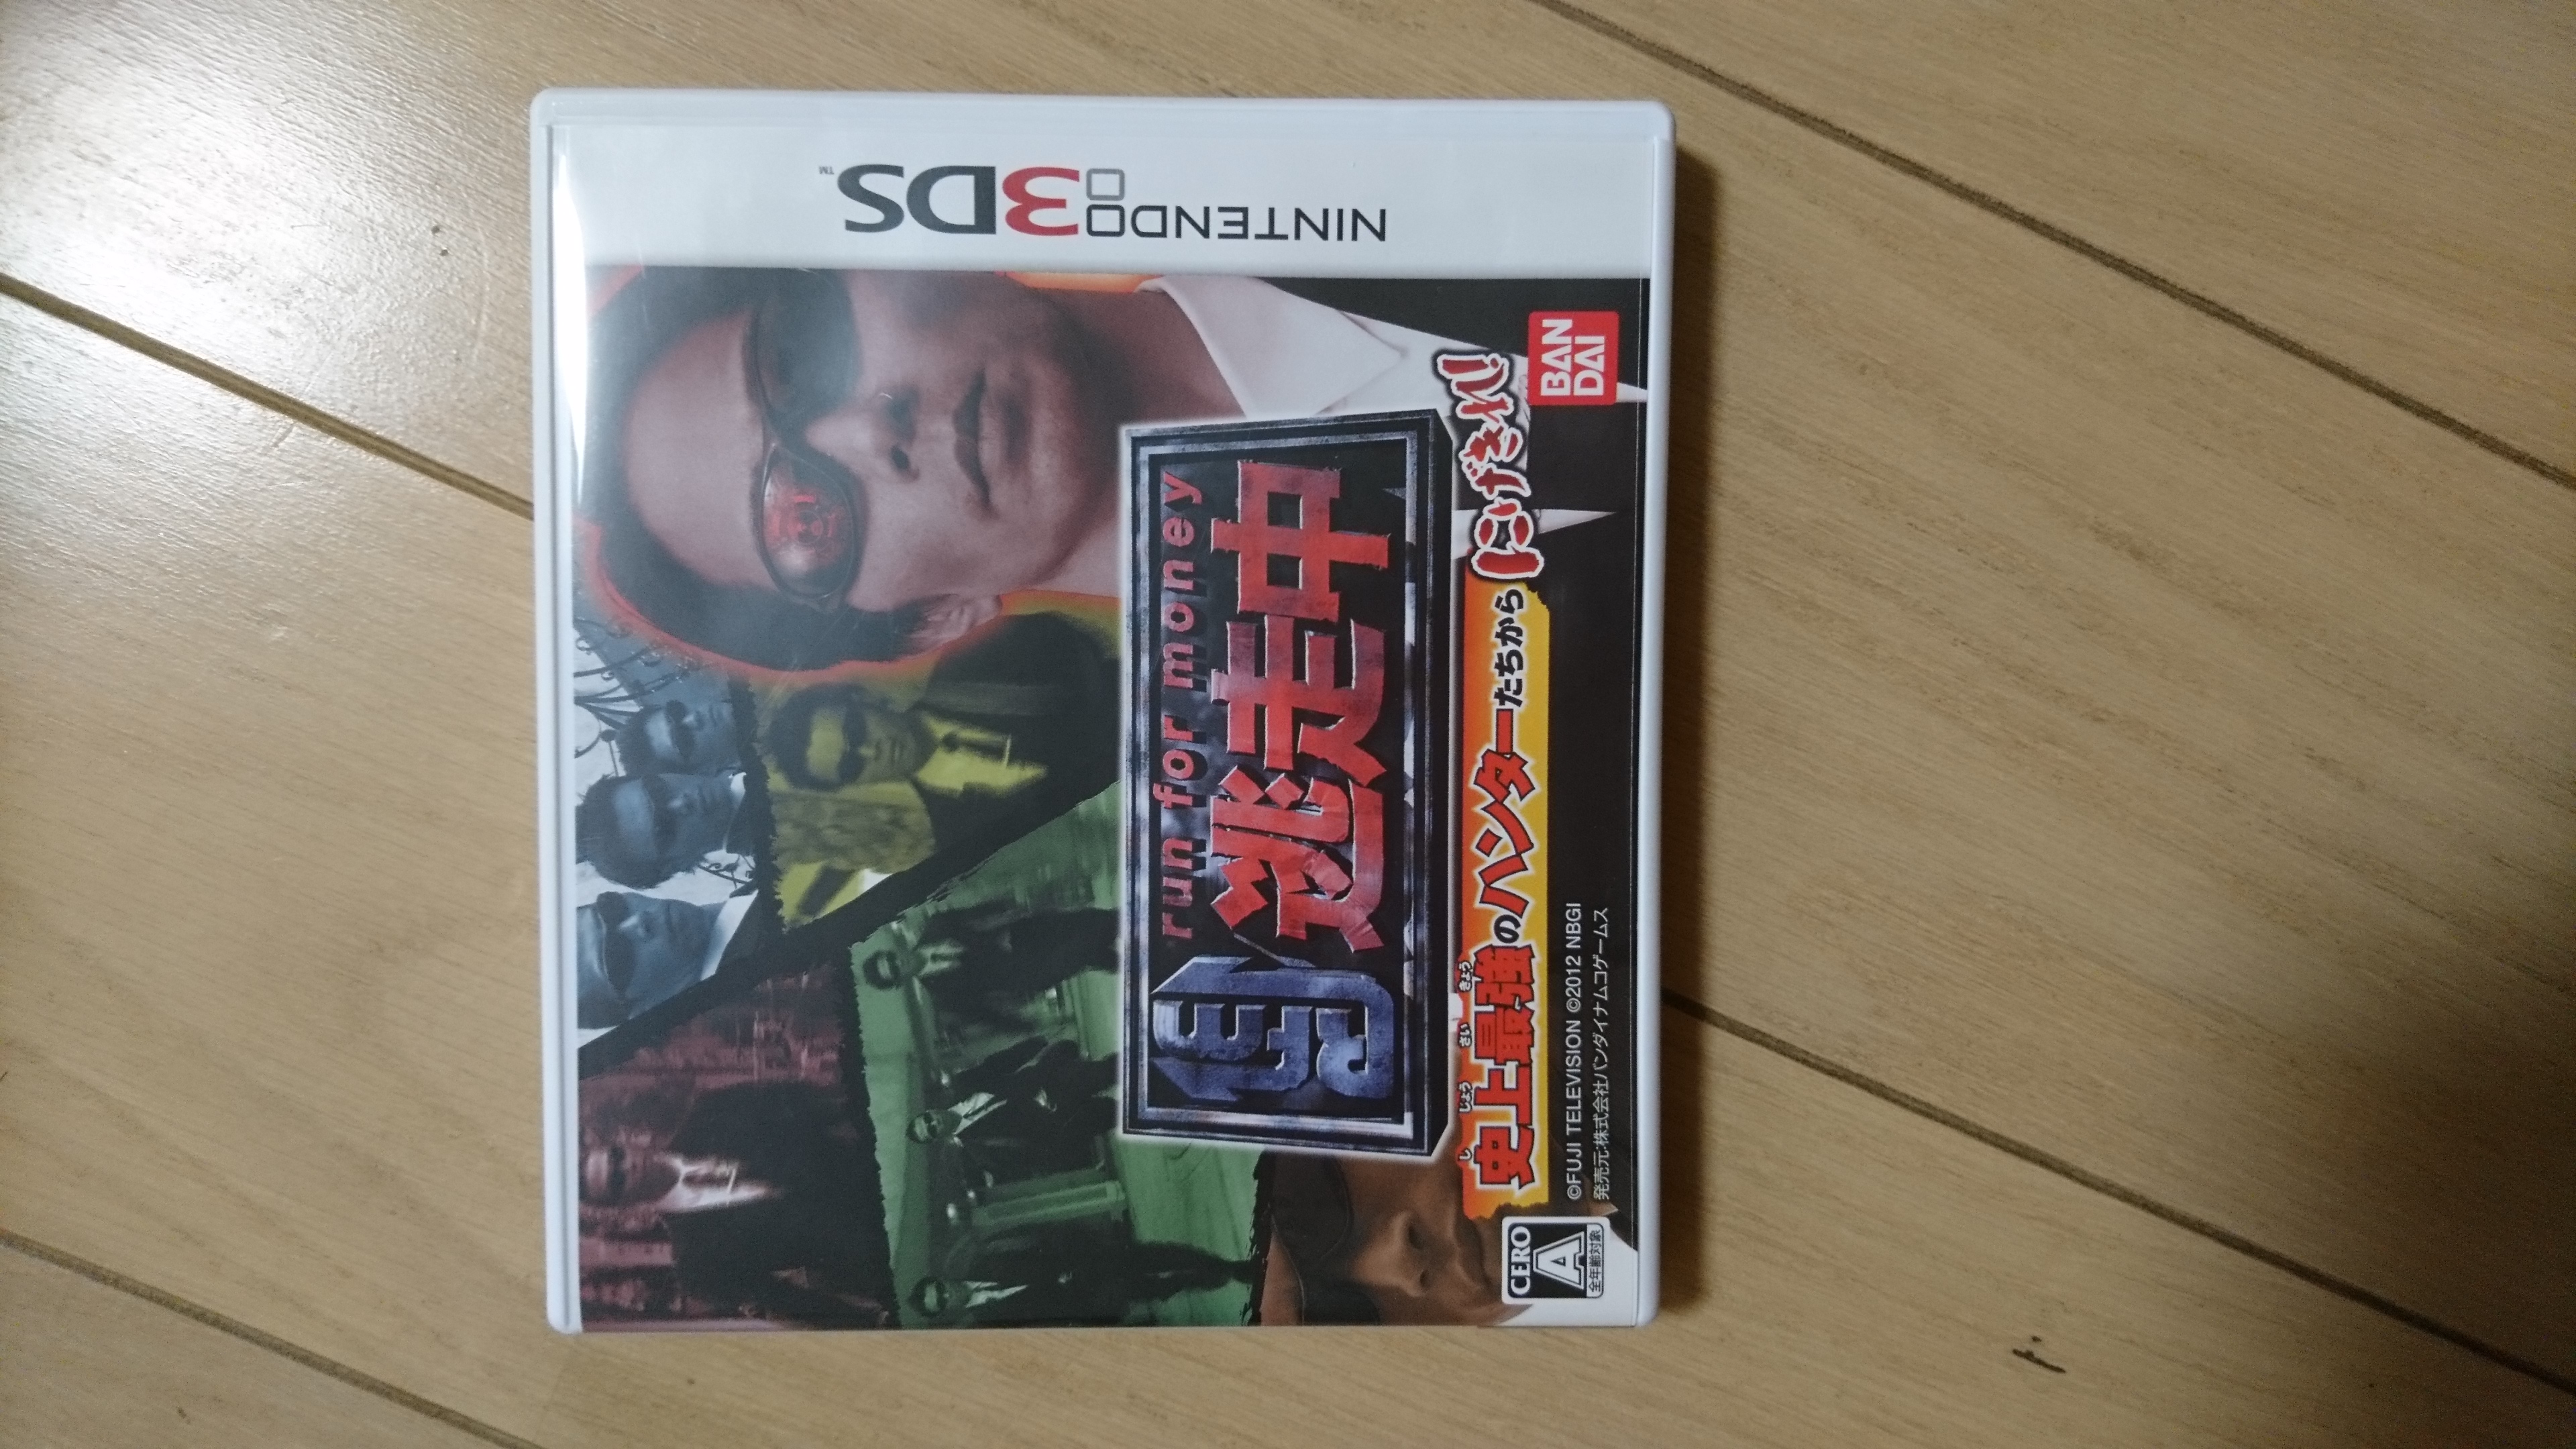 NINTENDO 3DS™
run for money
逃走中
史上最強のハンターたちからにげきれ!
しじょうさいきょう
BAN
DAI
©FUJI TELEVISION ©2012 NBGI
発売元:株式会社バンダイナムコゲームス
CERO
A
全年齢対象